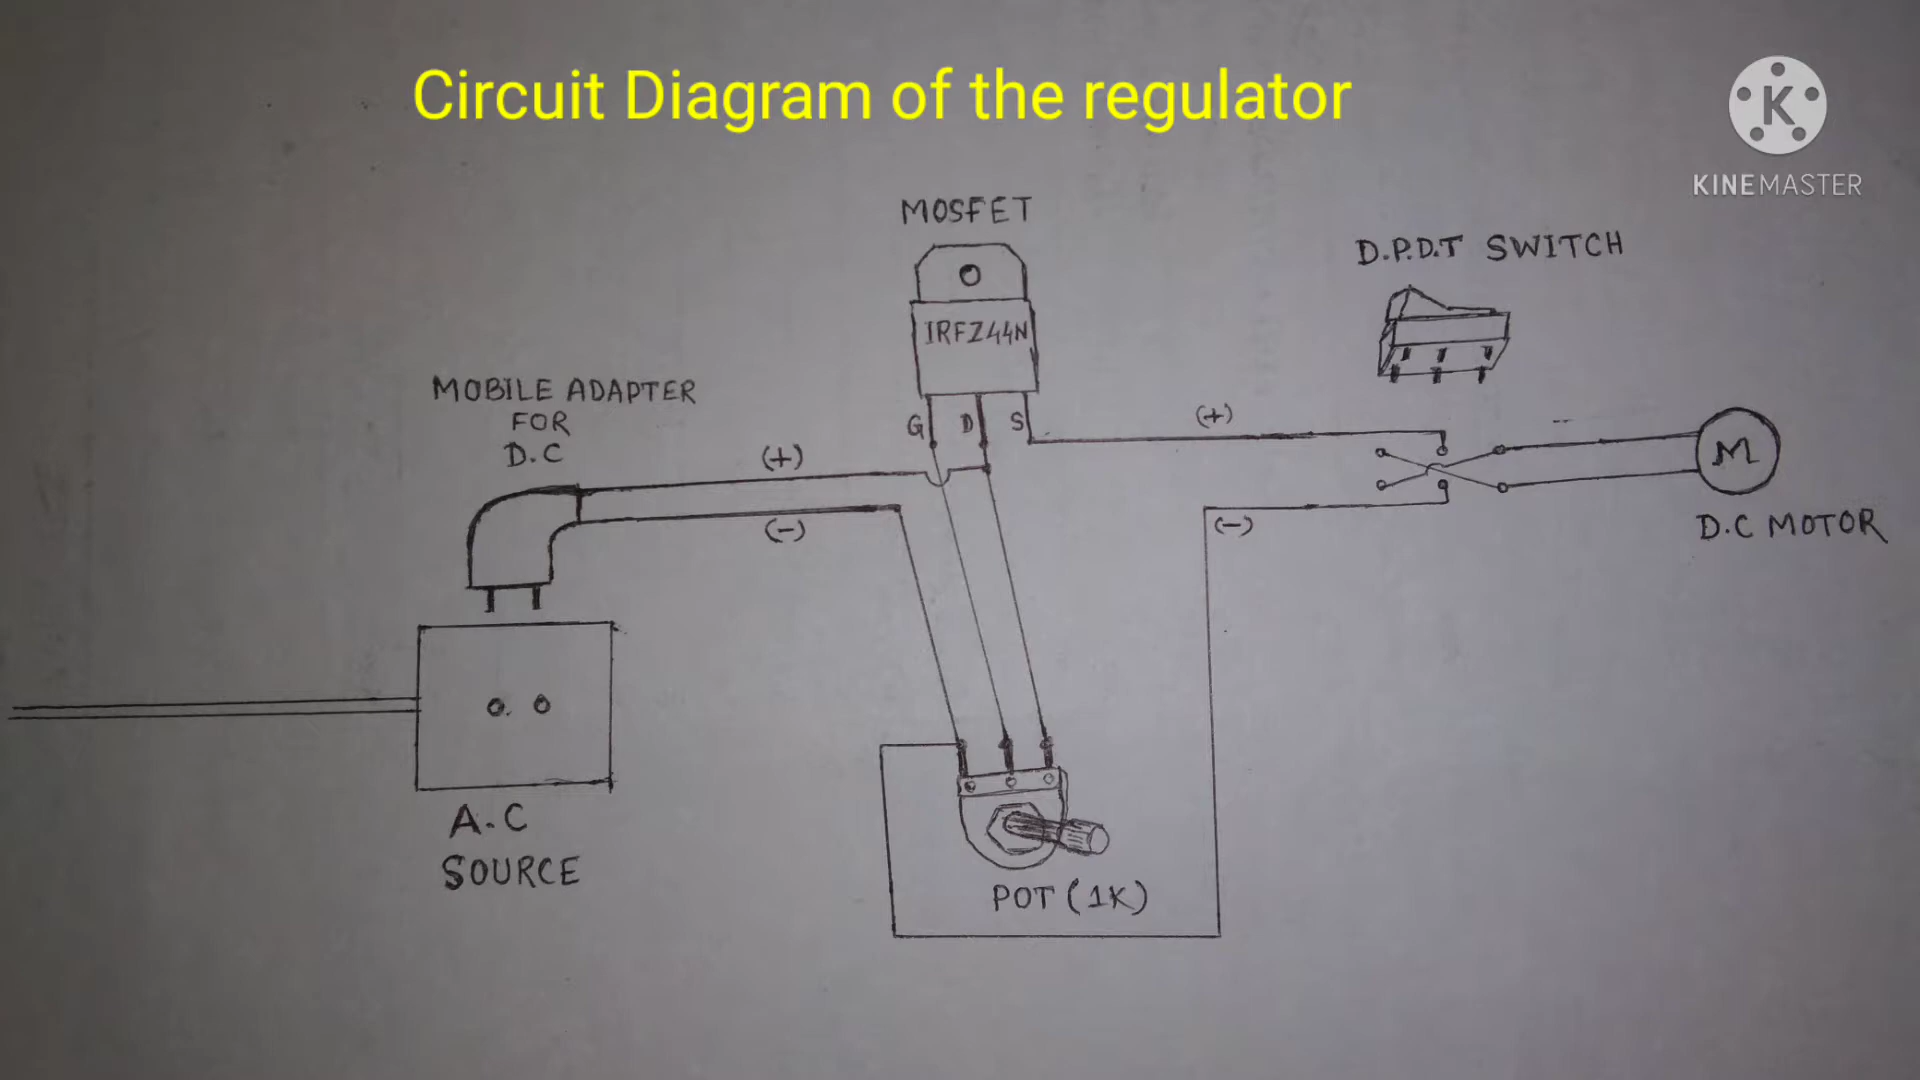 Circuit Diagram of the regulator
K
KINEMASTER
MOSFET
D.P.D.T SWITCH
IRFZ44N
MOBILE ADAPTER
FOR
D.C
G D S
(+)
(+)
(-)
(-)
M
D.C MOTOR
A.C
SOURCE
POT (1K)